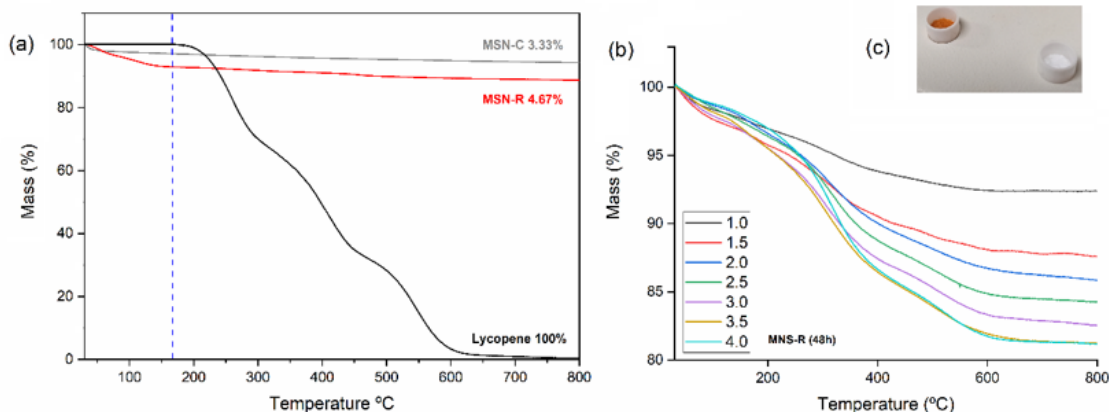 (a)
100
80
60
40
20
0
Mass (%)
MSN-C 3.33%
MSN-R 4.67%
Lycopene 100%
100 200 300 400 500 600 700 800
Temperature ºC
(b)
100
95
90
85
80
Mass (%)
1.0
1.5
2.0
2.5
3.0
3.5
4.0
MNS-R (48h)
200 400 600 800
Temperature (ºC)
(c)